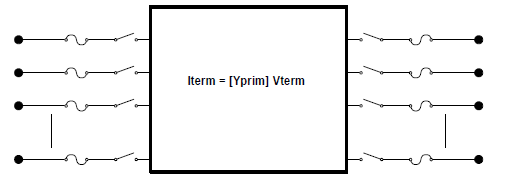 Iterm = [Yprim] Vterm